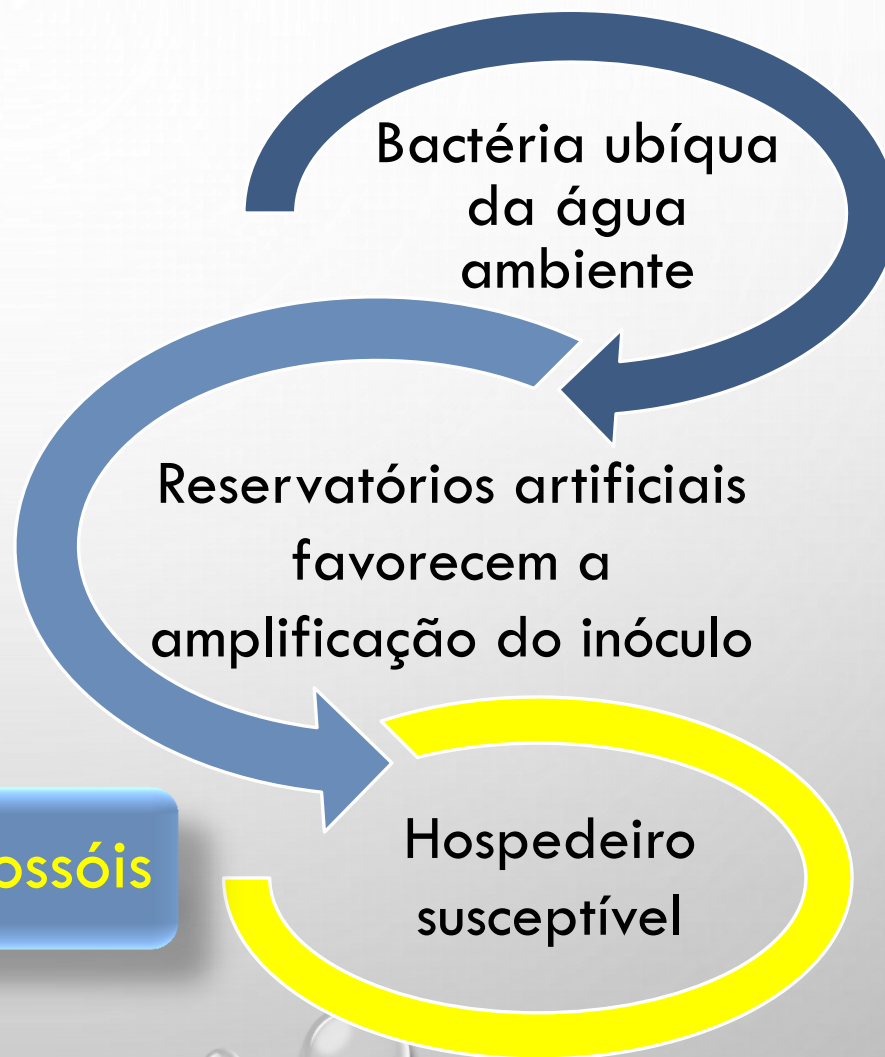 Bactéria ubíqua
da água
ambiente
Reservatórios artificiais
favorecem a
amplificação do inóculo
Hospedeiro
susceptível